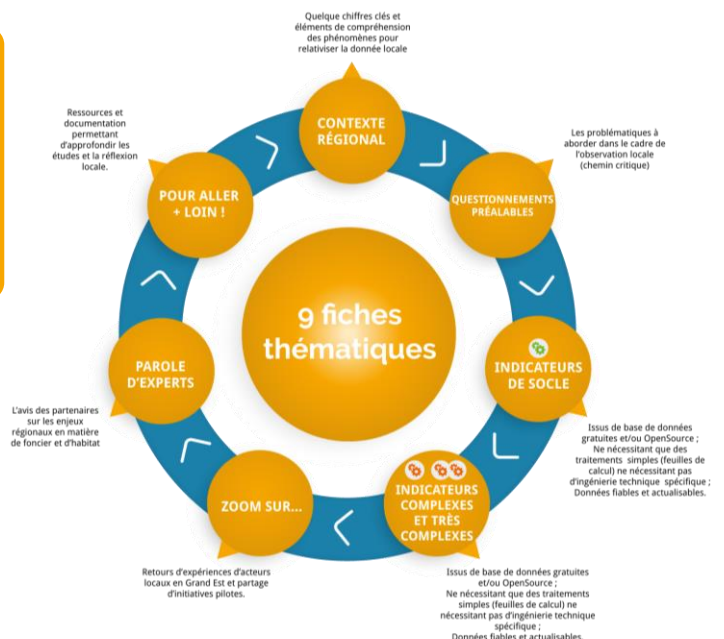 Quelque chiffres clés et
éléments de compréhension
des phénomènes pour
relativiser la donnée locale
CONTEXTE
RÉGIONAL
Les problématiques à
aborder dans le cadre de
l'observation locale
(chemin critique)
QUESTIONNEMENTS
PRÉALABLES
INDICATEURS
DE SOCLE
Issus de base de données
gratuites et/ou OpenSource ;
Ne nécessitant que des
traitements simples (feuilles de
calcul) ne nécessitant pas
d'ingénierie technique spécifique ;
Données fiables et actualisables.
INDICATEURS
COMPLEXES
ET TRÈS
COMPLEXES
Issus de base de données gratuites
et/ou OpenSource ;
Ne nécessitant que des traitements
simples (feuilles de calcul) ne
nécessitant pas d'ingénierie technique
spécifique ;
Données fiables et actualisables.
ZOOM SUR...
Retours d'expériences d'acteurs
locaux en Grand Est et partage
d'initiatives pilotes.
PAROLE
D'EXPERTS
L'avis des partenaires
sur les enjeux
régionaux en matière
de foncier et d'habitat
POUR ALLER
+ LOIN !
Ressources et
documentation
permettant
d'approfondir les
études et la réflexion
locale.
9 fiches
thématiques